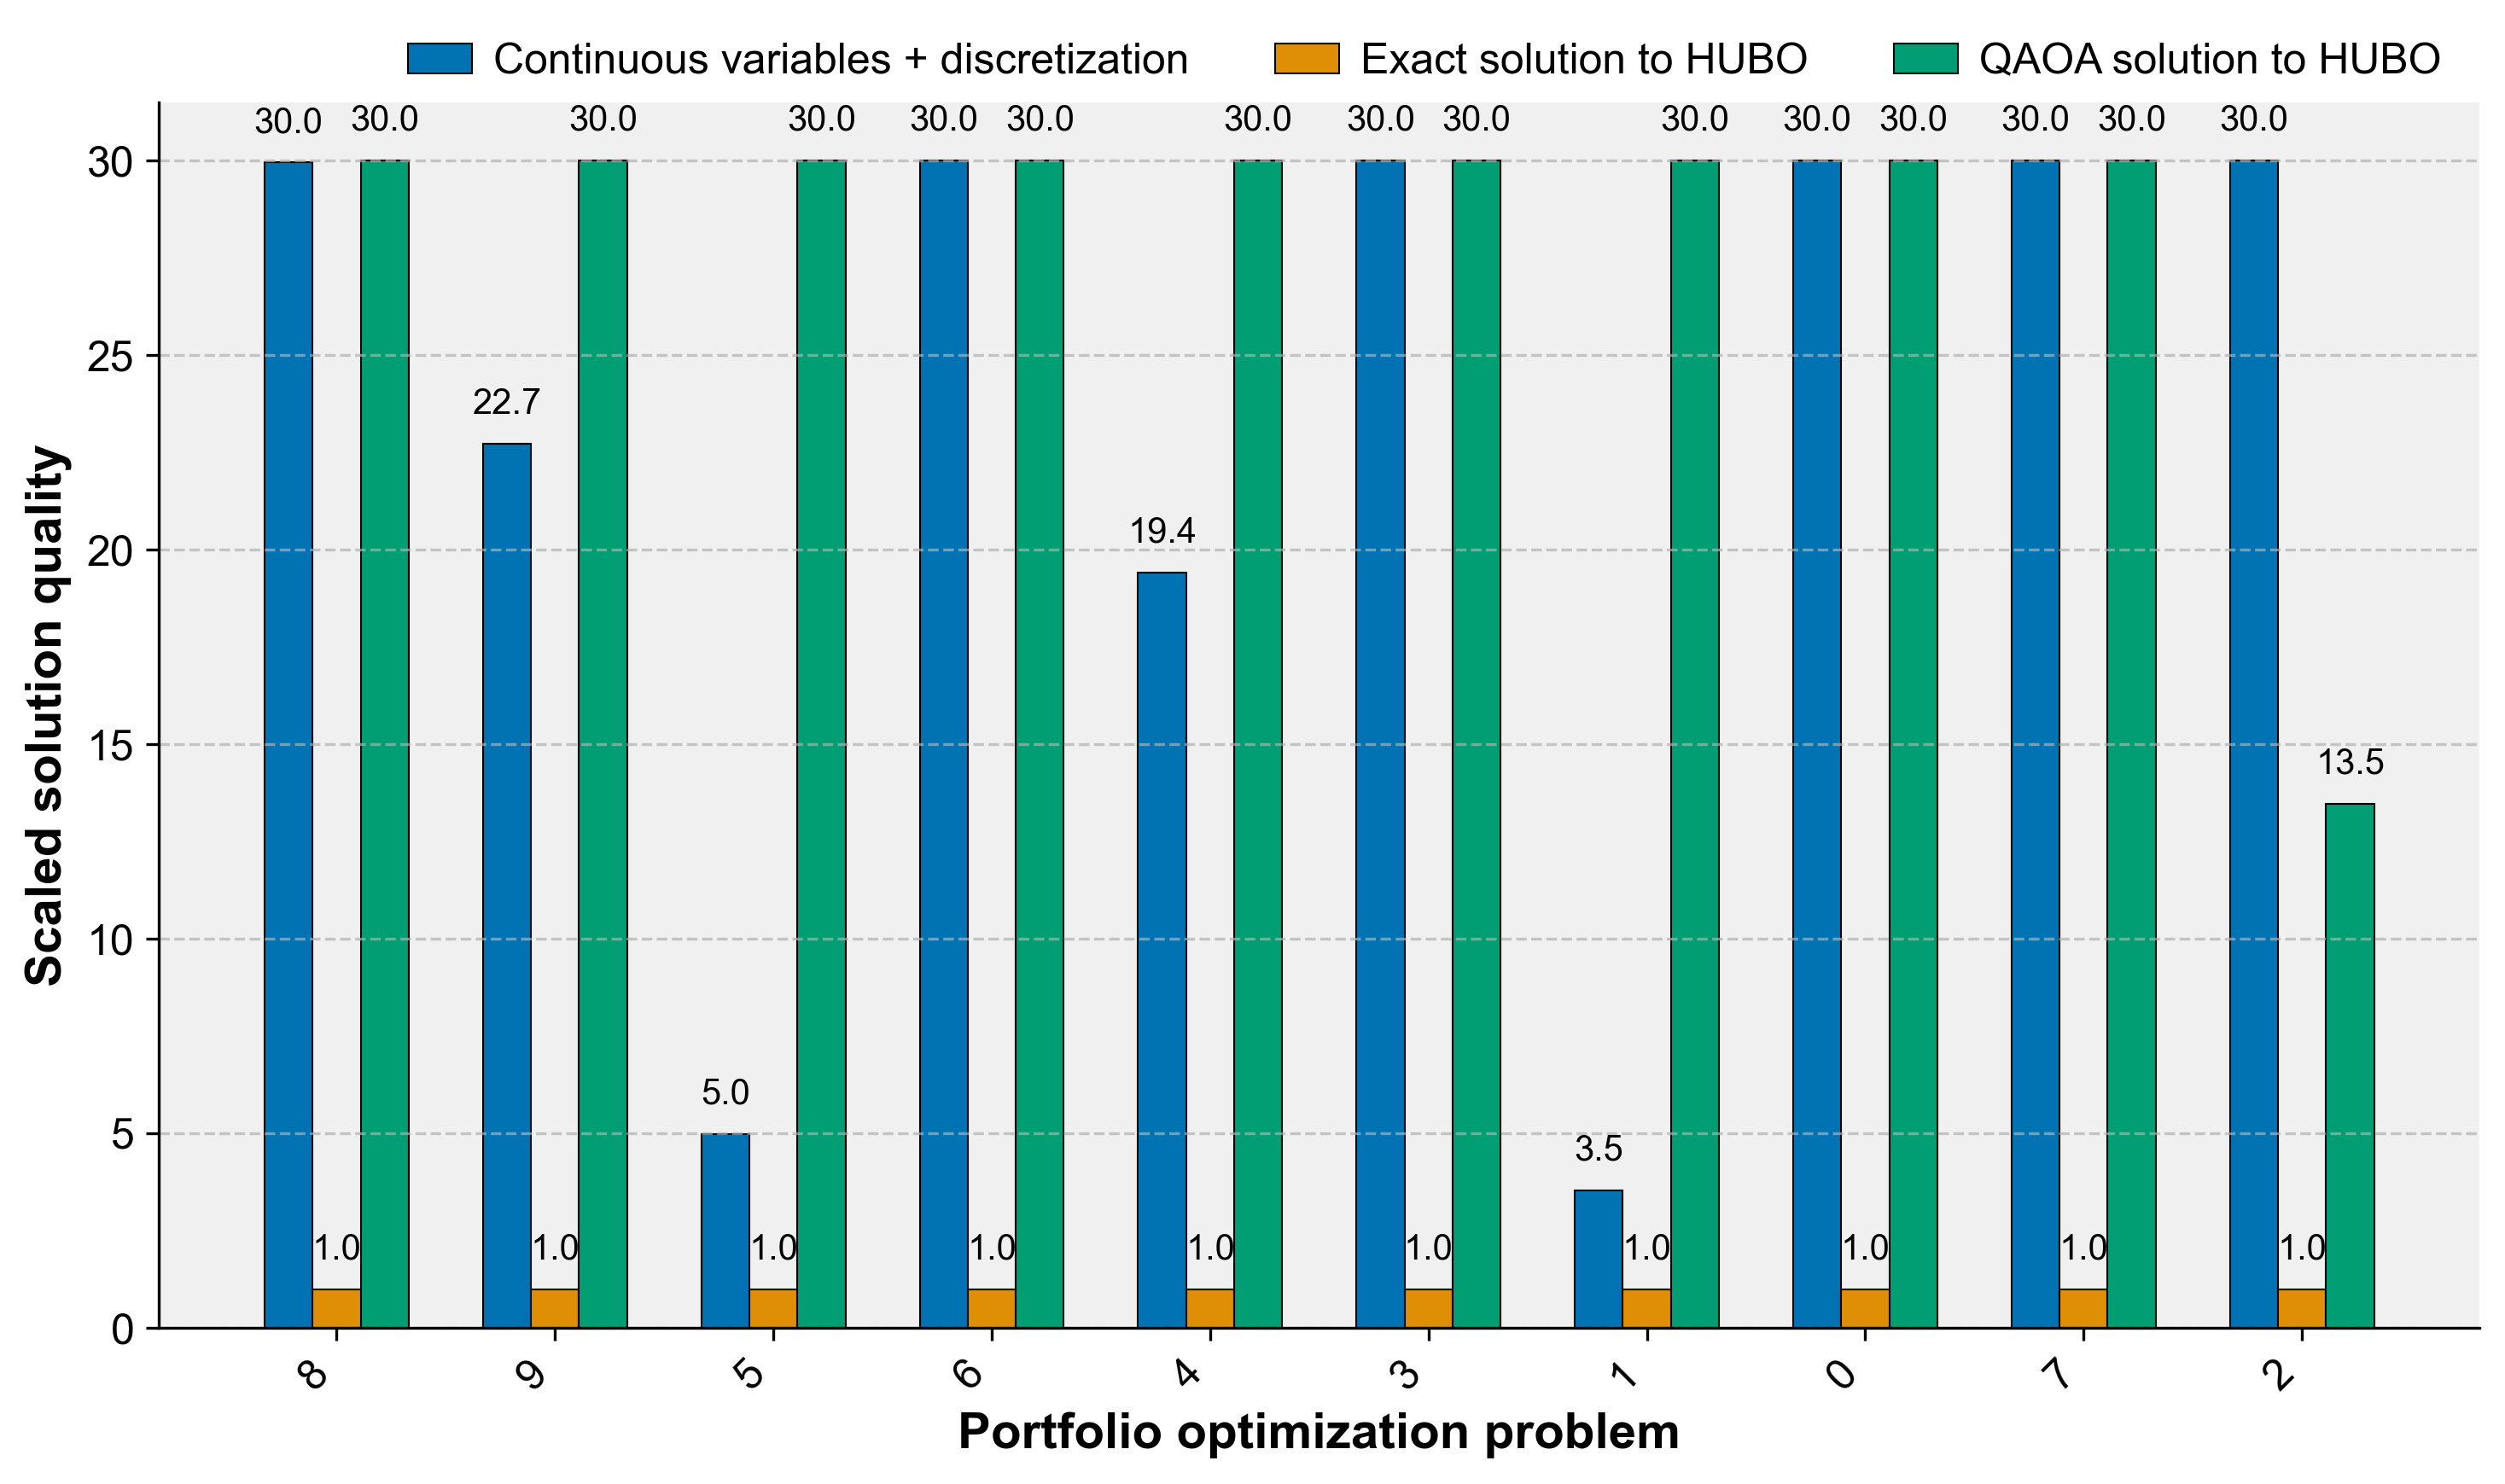 Continuous variables + discretization Exact solution to HUBO QAOA solution to HUBO
30.0 30.0 30.0 30.0 30.0 30.0 30.0 30.0 30.0 30.0 30.0 30.0 30.0 30.0 30.0
30
25
22.7
20
19.4
15
13.5
10
5
5.0
3.5
1.0 1.0 1.0 1.0 1.0 1.0 1.0 1.0 1.0 1.0
0
Scaled solution quality
8 9 5 6 4 3 1 0 7 2
Portfolio optimization problem